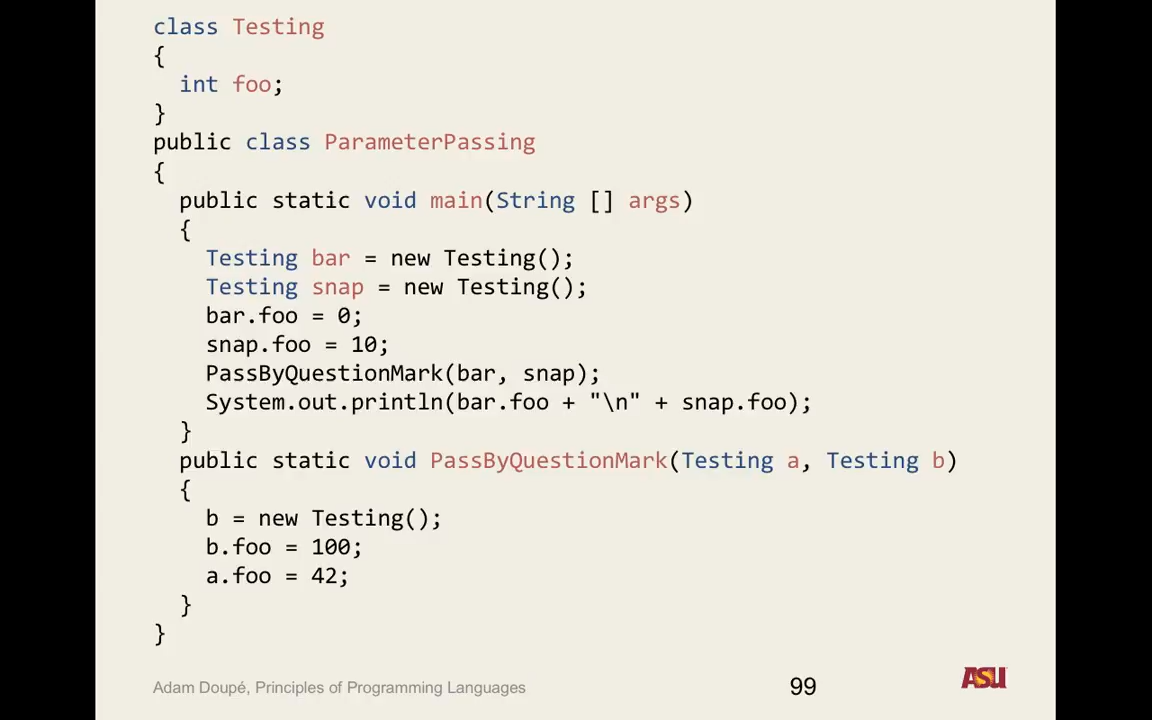 class Testing
{
  int foo;
}
public class ParameterPassing
{
  public static void main(String [] args)
  {
    Testing bar = new Testing();
    Testing snap = new Testing();
    bar.foo = 0;
    snap.foo = 10;
    PassByQuestionMark(bar, snap);
    System.out.println(bar.foo + "\n" + snap.foo);
  }
  public static void PassByQuestionMark(Testing a, Testing b)
  {
    b = new Testing();
    b.foo = 100;
    a.foo = 42;
  }
}
Adam Doupé, Principles of Programming Languages
99
ASU